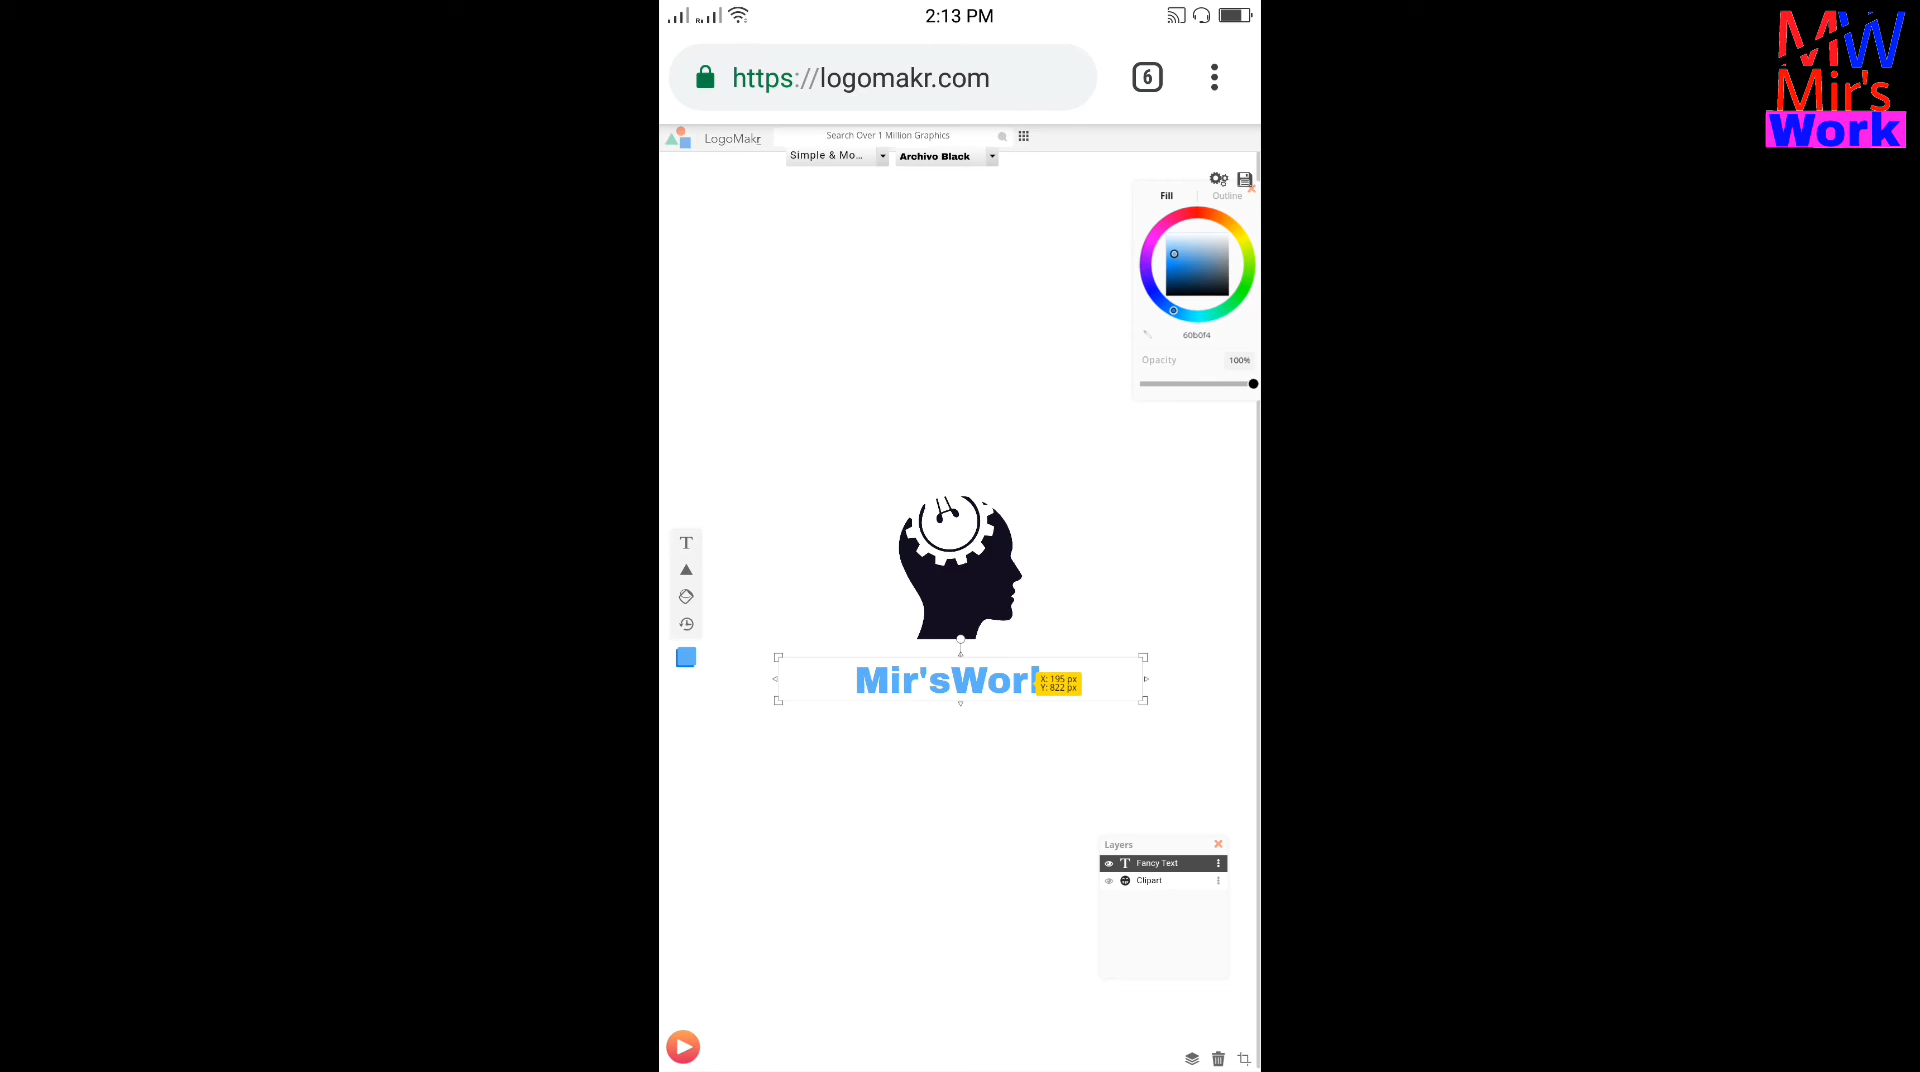 2:13 PM
https://logomakr.com
6
LogoMakr
Search Over 1 Million Graphics
Simple & Mo...
Archivo Black
Fill
Outline
60b0f4
Opacity
100%
T
Mir'sWork
X: 195 px
Y: 822 px
Layers
T Fancy Text
Clipart
MW
Mir's
Work